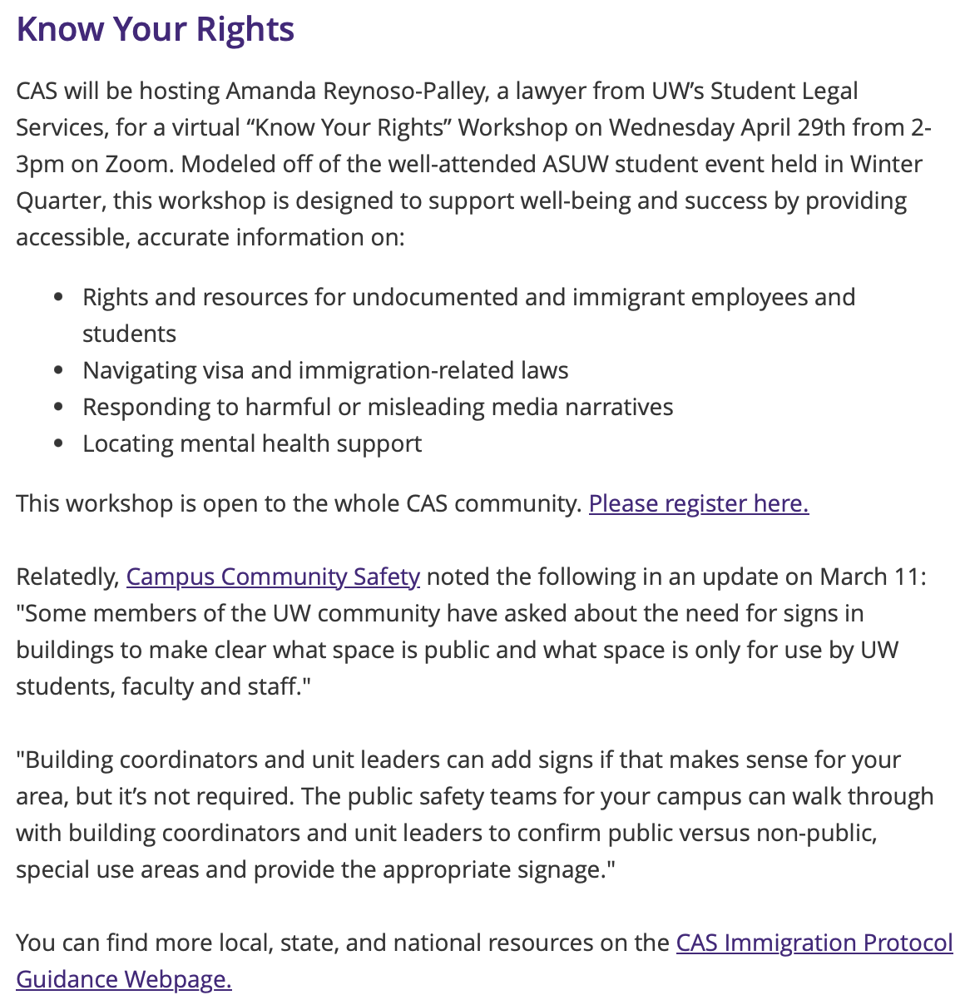 Know Your Rights
CAS will be hosting Amanda Reynoso-Palley, a lawyer from UW’s Student Legal
Services, for a virtual “Know Your Rights” Workshop on Wednesday April 29th from 2-
3pm on Zoom. Modeled off of the well-attended ASUW student event held in Winter
Quarter, this workshop is designed to support well-being and success by providing
accessible, accurate information on:
• Rights and resources for undocumented and immigrant employees and
students
• Navigating visa and immigration-related laws
• Responding to harmful or misleading media narratives
• Locating mental health support
This workshop is open to the whole CAS community. Please register here.
Relatedly, Campus Community Safety noted the following in an update on March 11:
"Some members of the UW community have asked about the need for signs in
buildings to make clear what space is public and what space is only for use by UW
students, faculty and staff."
"Building coordinators and unit leaders can add signs if that makes sense for your
area, but it’s not required. The public safety teams for your campus can walk through
with building coordinators and unit leaders to confirm public versus non-public,
special use areas and provide the appropriate signage."
You can find more local, state, and national resources on the CAS Immigration Protocol
Guidance Webpage.